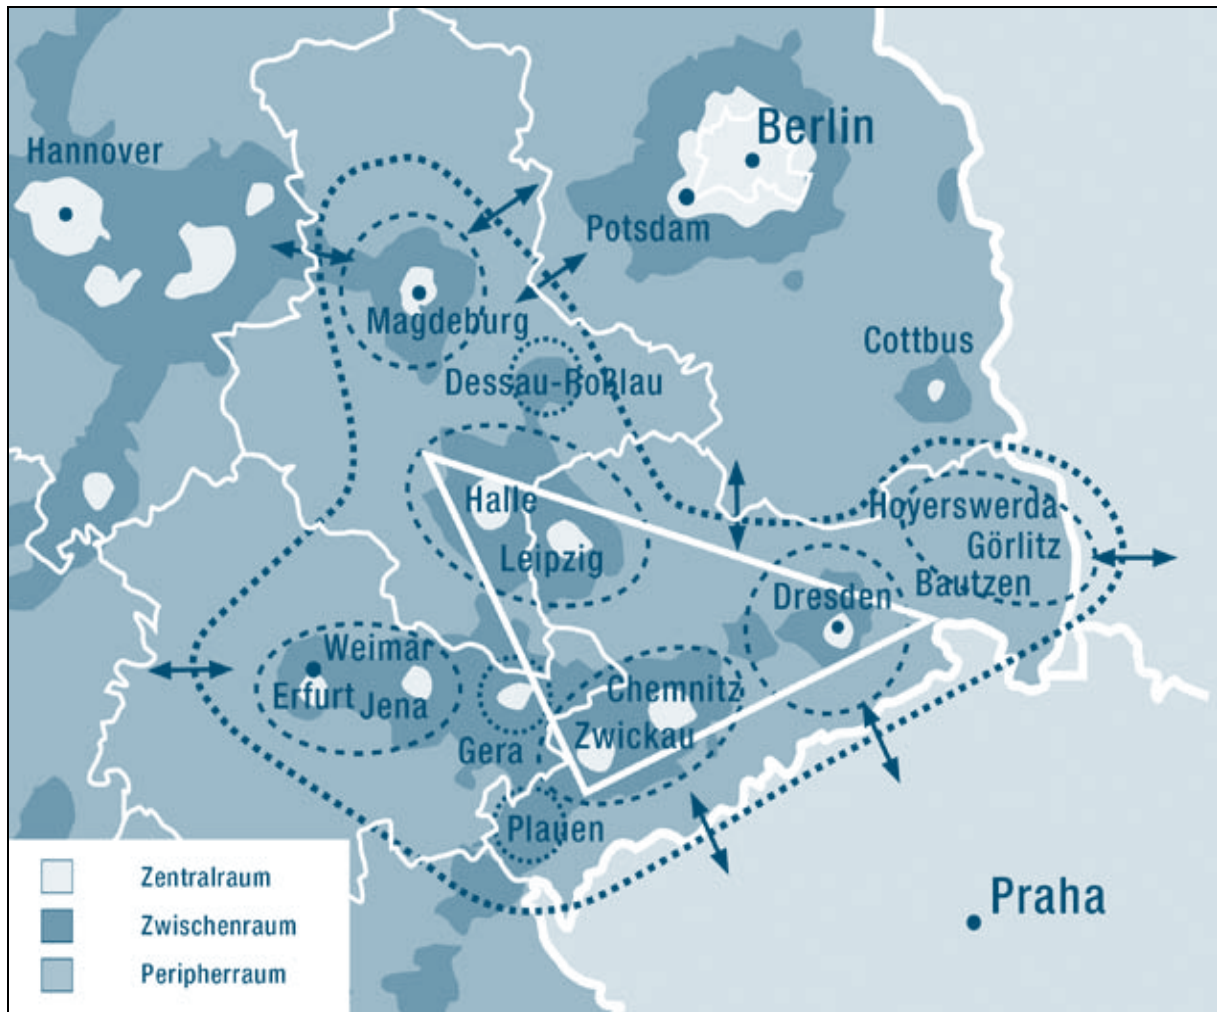 Berlin
Hannover
Potsdam
Magdeburg
Cottbus
Dessau-Roßlau
Halle
Hoyerswerda
Görlitz
Leipzig
Bautzen
Dresden
Weimar
Erfurt
Jena
Chemnitz
Zwickau
Gera
Plauen
Praha
Zentralraum
Zwischenraum
Peripherraum